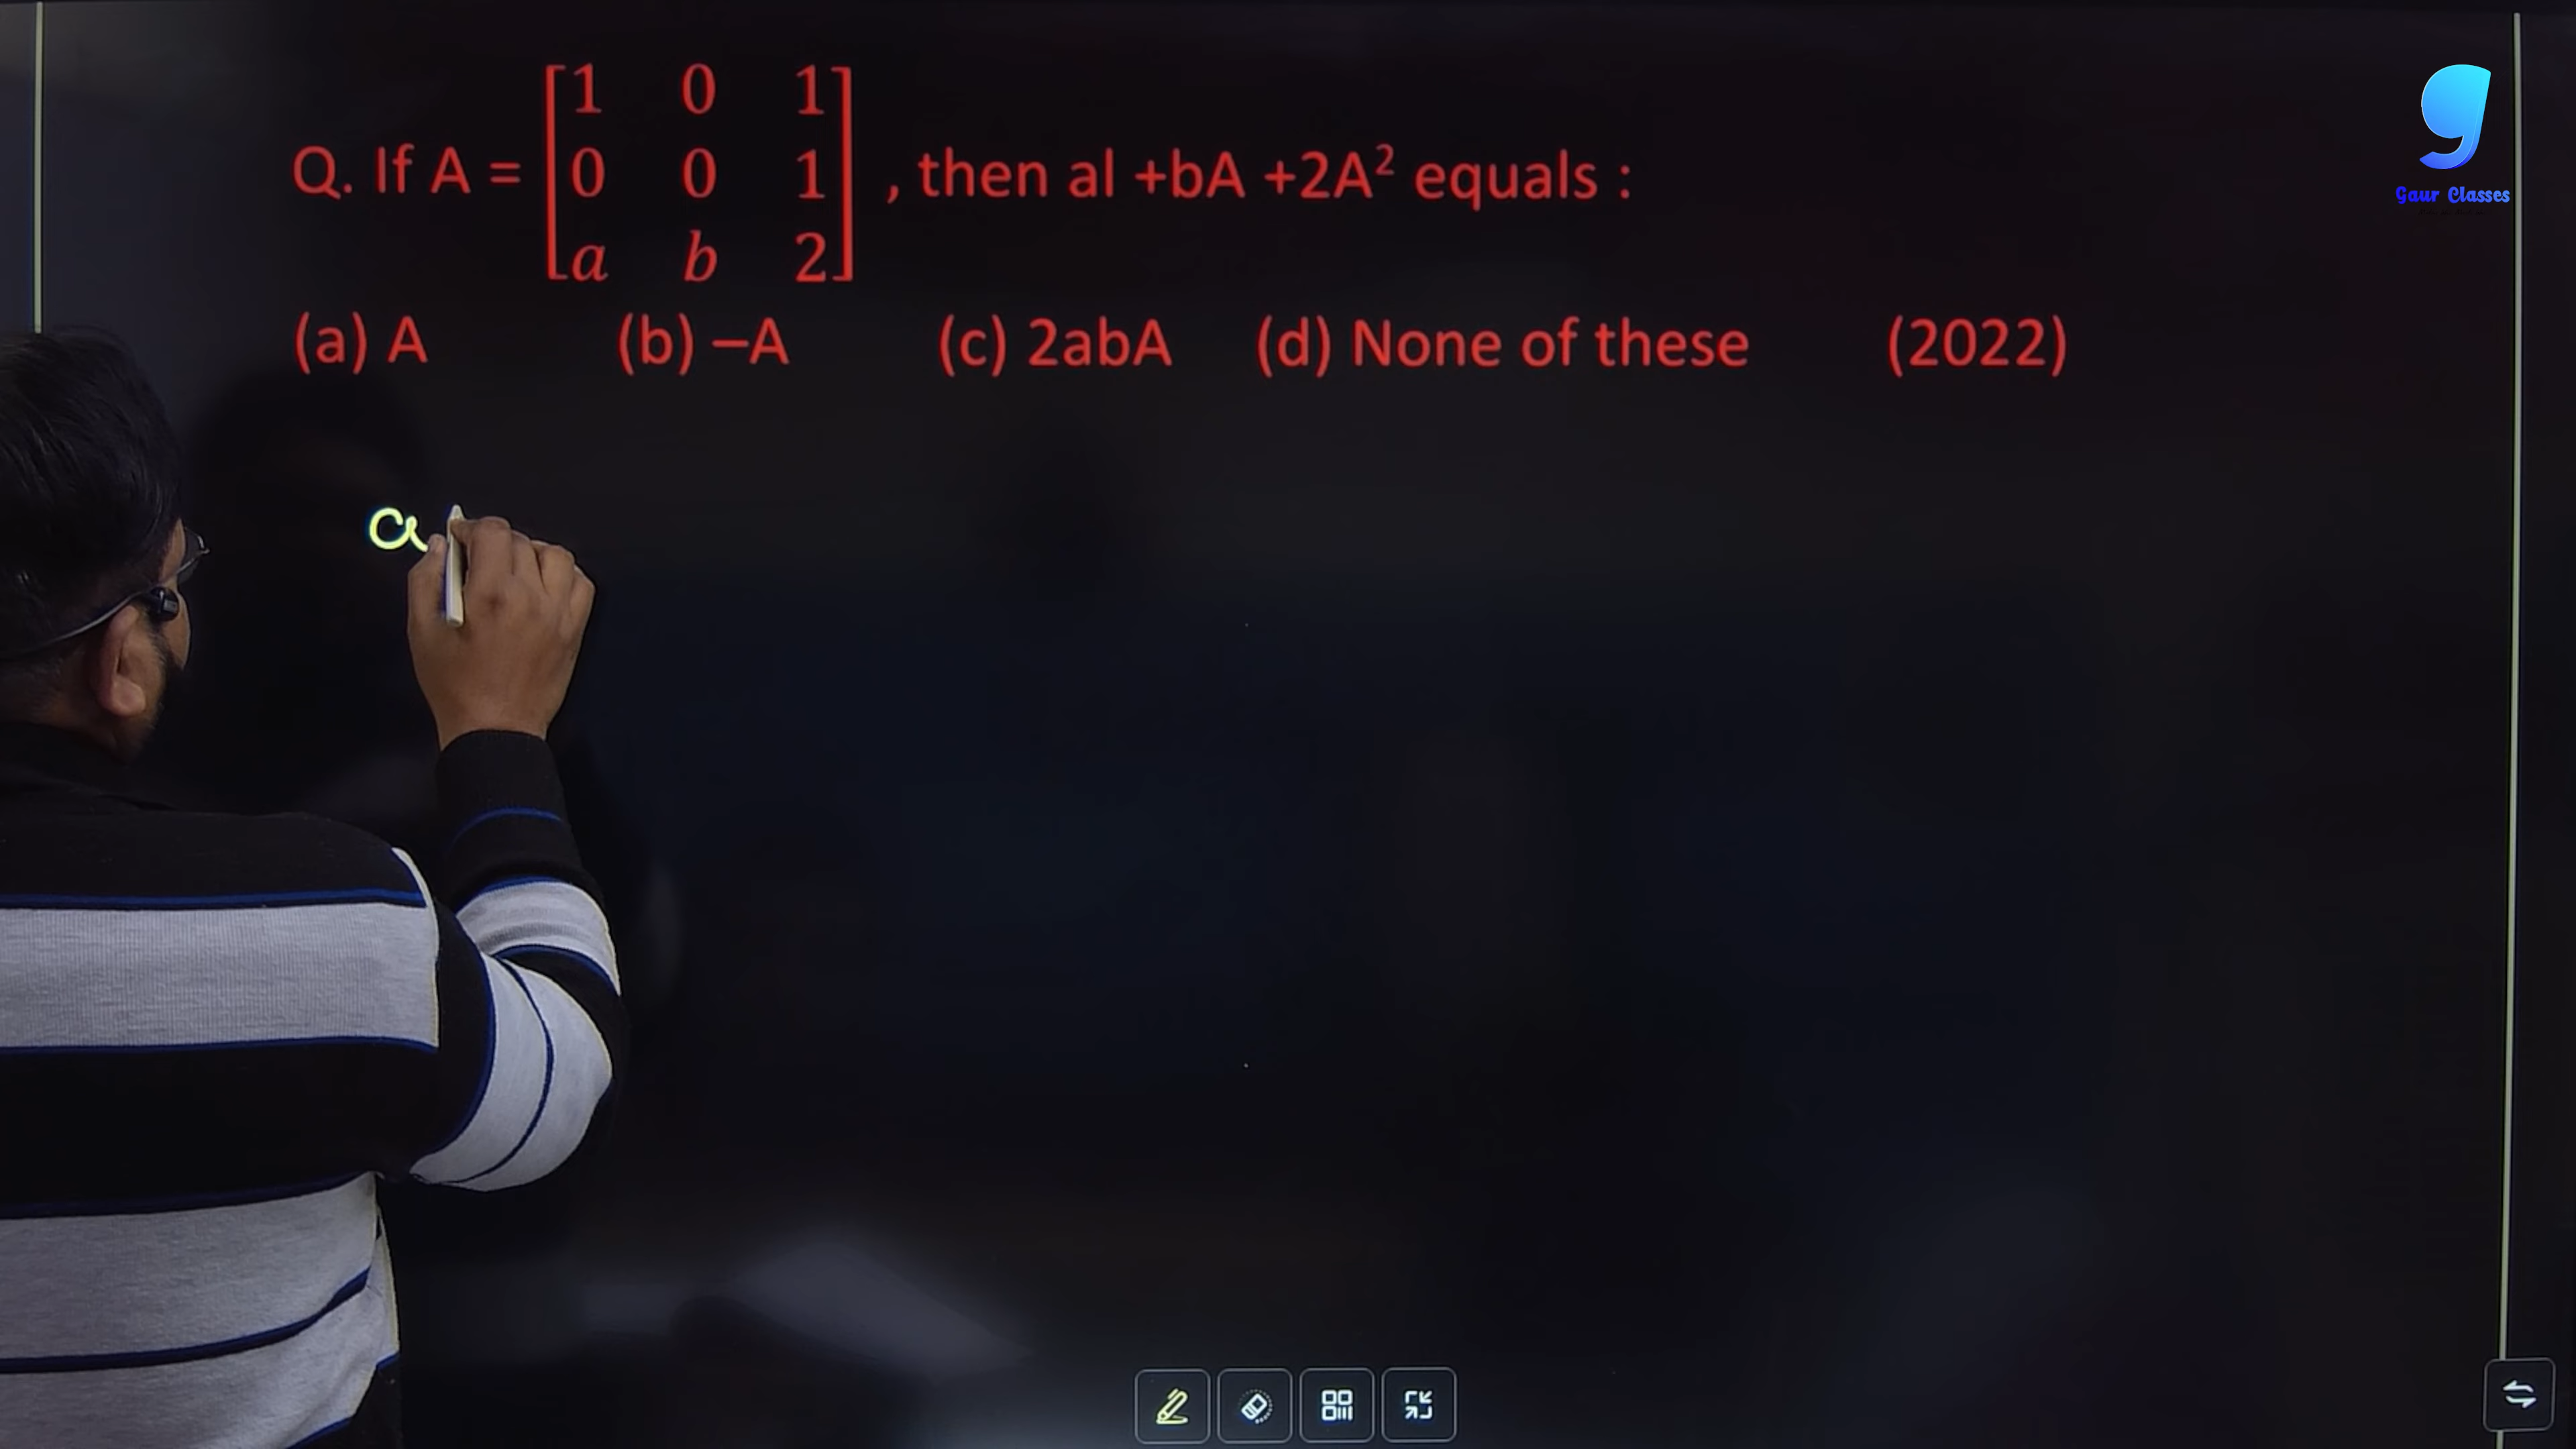 Q. If A = [1 0 1
0 0 1
a b 2] , then aI +bA +2A² equals :
(a) A (b) –A (c) 2abA (d) None of these (2022)
a
g
Gaur Classes